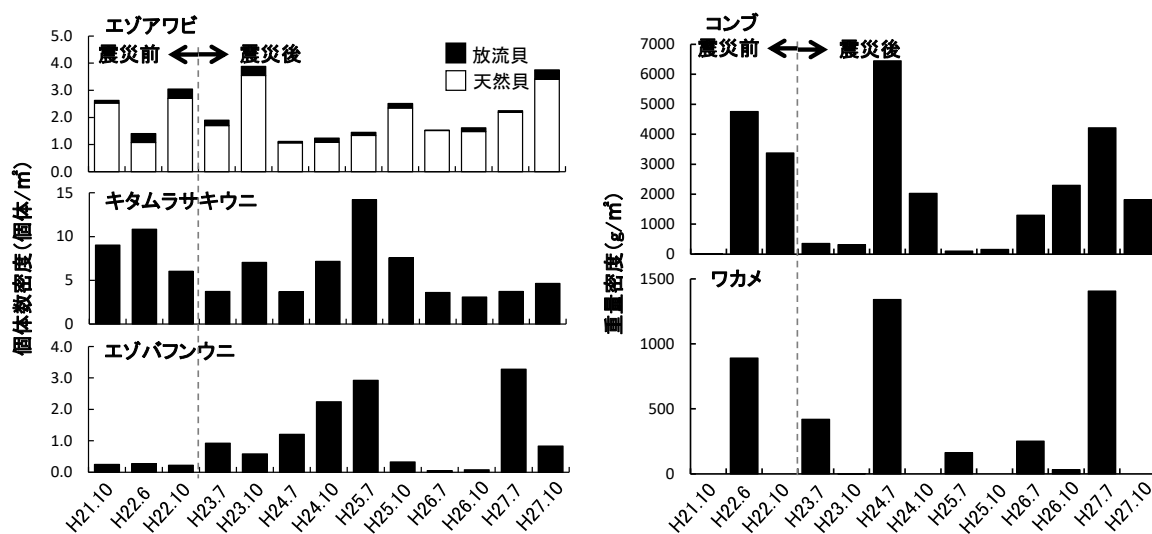 エゾアワビ
5.0
4.0
3.0
2.0
1.0
0.0
震災前
震災後
放流貝
天然貝
個体数密度(個体/㎡)
キタムラサキウニ
15
10
5
0
エゾバフンウニ
4.0
3.0
2.0
1.0
0.0
H21.10
H22.6
H22.10
H23.7
H23.10
H24.7
H24.10
H25.7
H25.10
H26.7
H26.10
H27.7
H27.10
コンブ
7000
6000
5000
4000
3000
2000
1000
0
震災前
震災後
重量密度(g/㎡)
ワカメ
1500
1000
500
0
H21.10
H22.6
H22.10
H23.7
H23.10
H24.7
H24.10
H25.7
H25.10
H26.6
H26.10
H27.7
H27.10